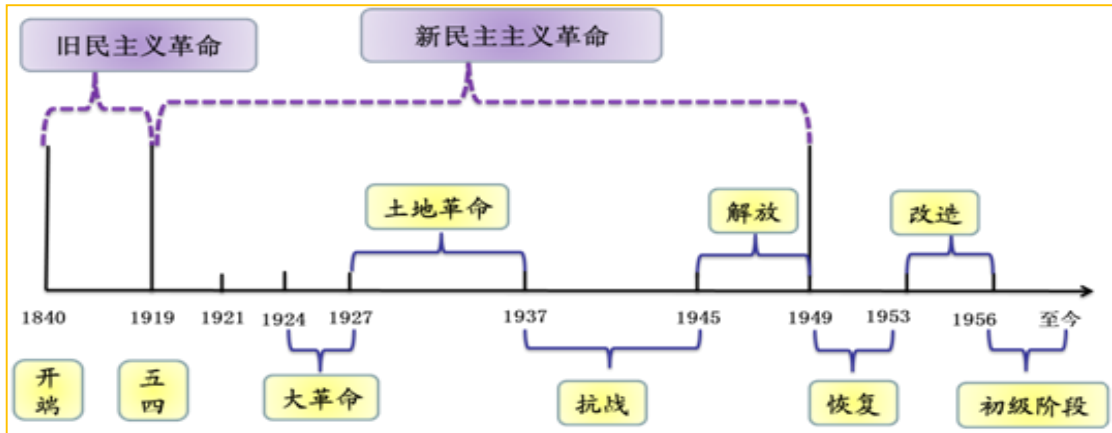 旧民主义革命
新民主主义革命
土地革命
解放
改造
1840
1919
1921
1924
1927
1937
1945
1949
1953
1956
至今
开
端
五
四
大革命
抗战
恢复
初级阶段